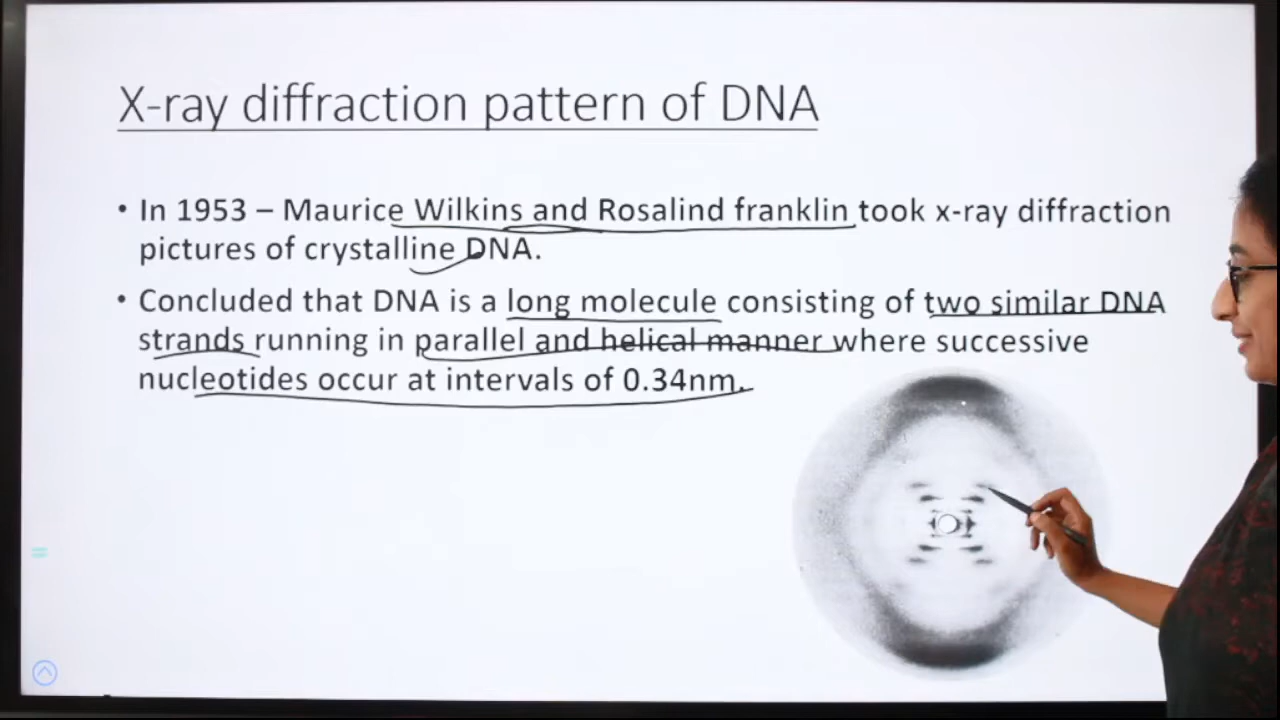 X-ray diffraction pattern of DNA
• In 1953 – Maurice Wilkins and Rosalind franklin took x-ray diffraction
pictures of crystalline DNA.
• Concluded that DNA is a long molecule consisting of two similar DNA
strands running in parallel and helical manner where successive
nucleotides occur at intervals of 0.34nm.